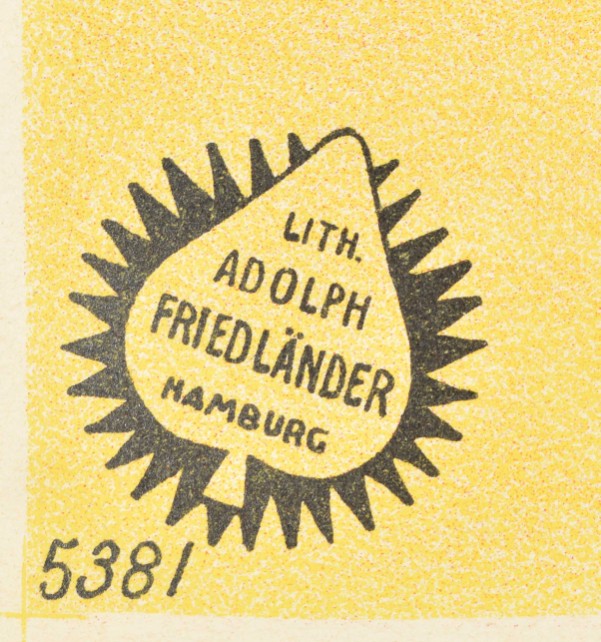 LITH.
ADOLPH
FRIEDLÄNDER
HAMBURG
5381